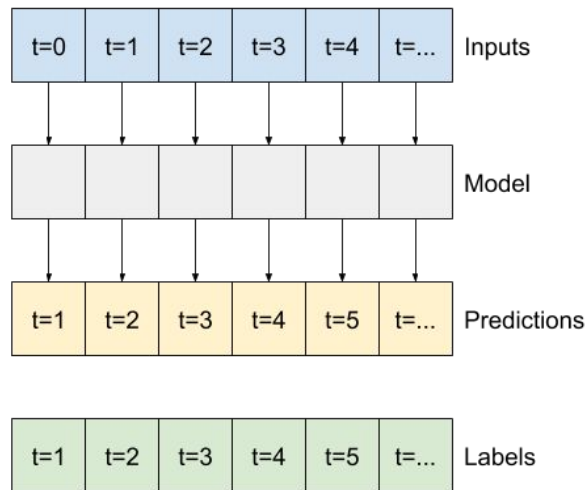 t=0 t=1 t=2 t=3 t=4 t=... Inputs
Model
t=1 t=2 t=3 t=4 t=5 t=... Predictions
t=1 t=2 t=3 t=4 t=5 t=... Labels